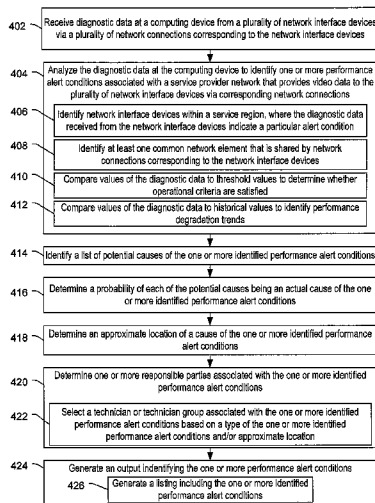 402
Receive diagnostic data at a computing device from a plurality of network interface devices
via a plurality of network connections corresponding to the network interface devices
404
Analyze the diagnostic data at the computing device to identify one or more performance
alert conditions associated with a service provider network that provides video data to the
plurality of network interface devices via corresponding network connections
406
Identify network interface devices within a service region, where the diagnostic data
received from the network interface devices indicate a particular alert condition
408
Identify at least one common network element that is shared by network
connections corresponding to the network interface devices
410
Compare values of the diagnostic data to threshold values to determine whether
operational criteria are satisfied
412
Compare values of the diagnostic data to historical values to identify performance
degradation trends
414
Identify a list of potential causes of the one or more identified performance alert conditions
416
Determine a probability of each of the potential causes being an actual cause of the one
or more identified performance alert conditions
418
Determine an approximate location of a cause of the one or more identified performance
alert conditions
420
Determine one or more responsible parties associated with the one or more identified
performance alert conditions
422
Select a technician or technician group associated with the one or more identified
performance alert conditions based on a type of the one or more identified
performance alert conditions and/or approximate location
424
Generate an output indentifying the one or more performance alert conditions
426
Generate a listing including the one or more identified
performance alert conditions